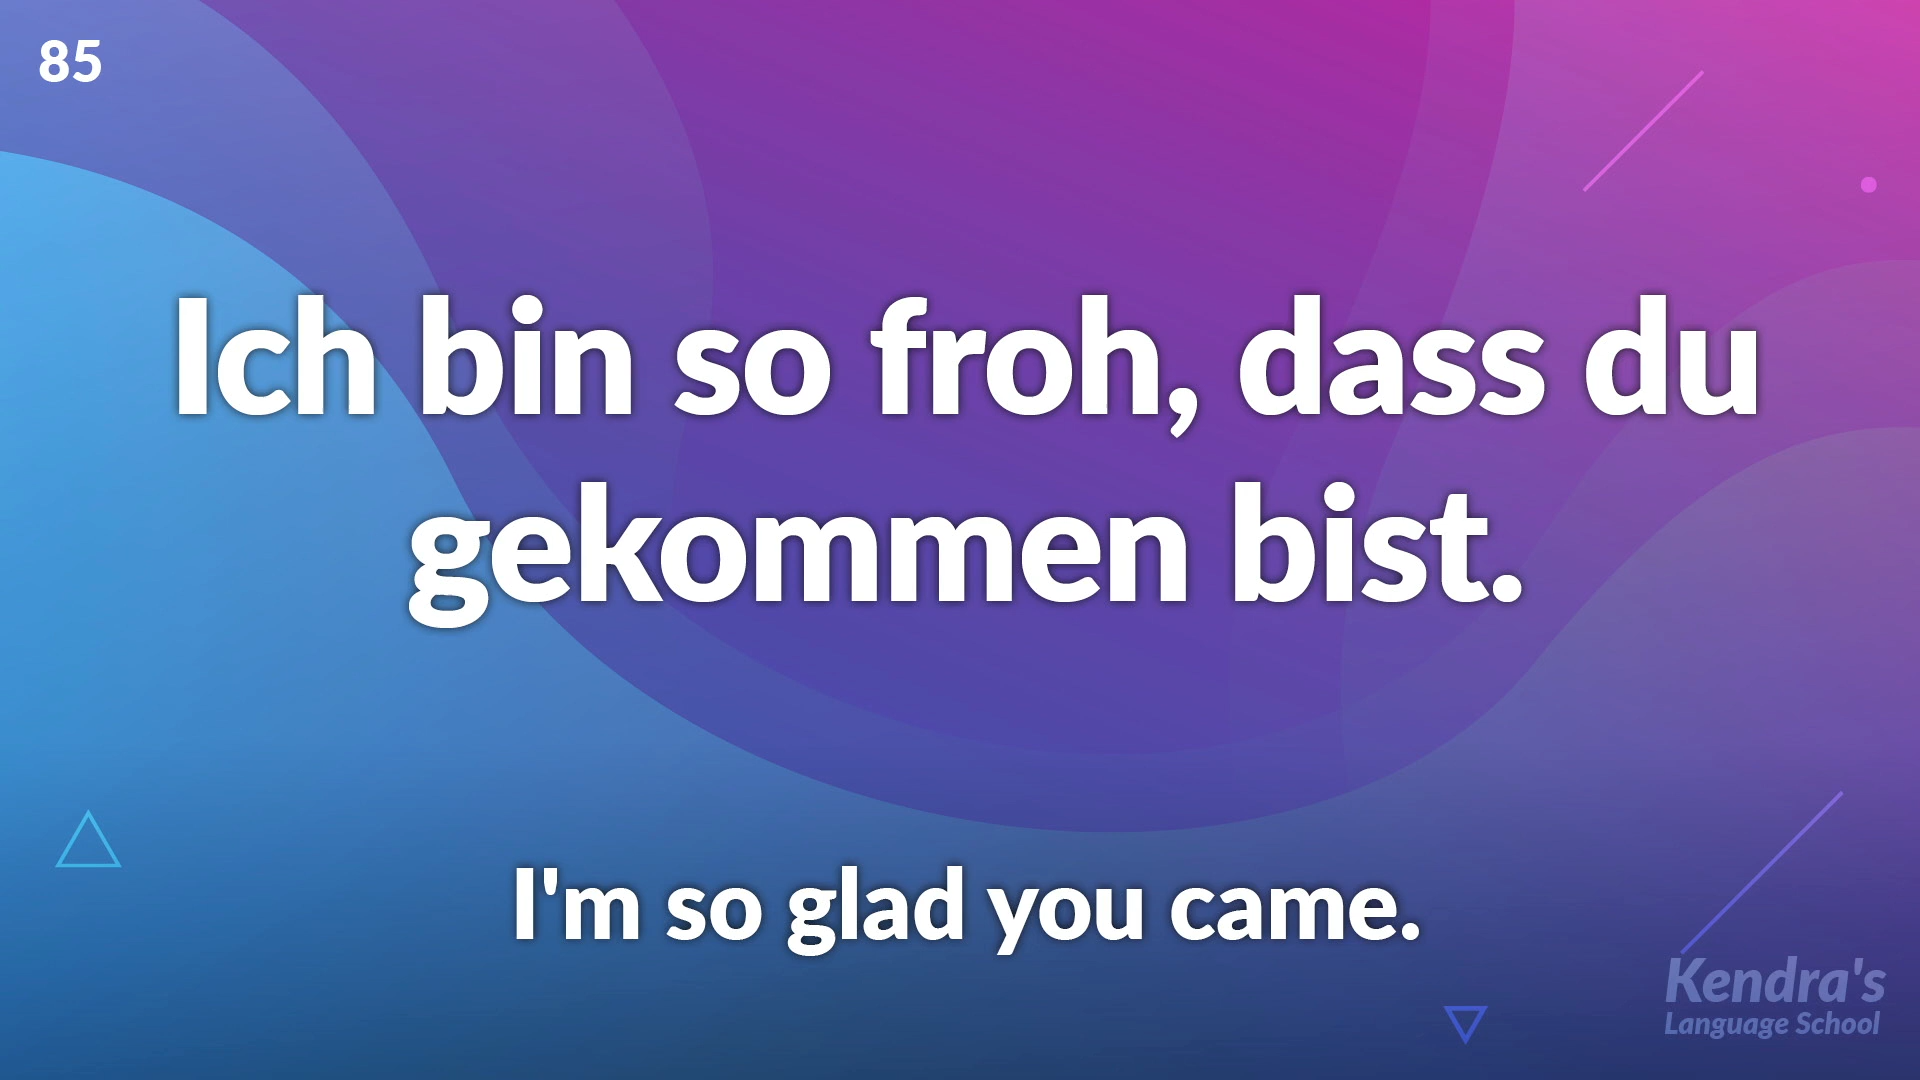 85
Ich bin so froh, dass du
gekommen bist.
I'm so glad you came.
Kendra's
Language School